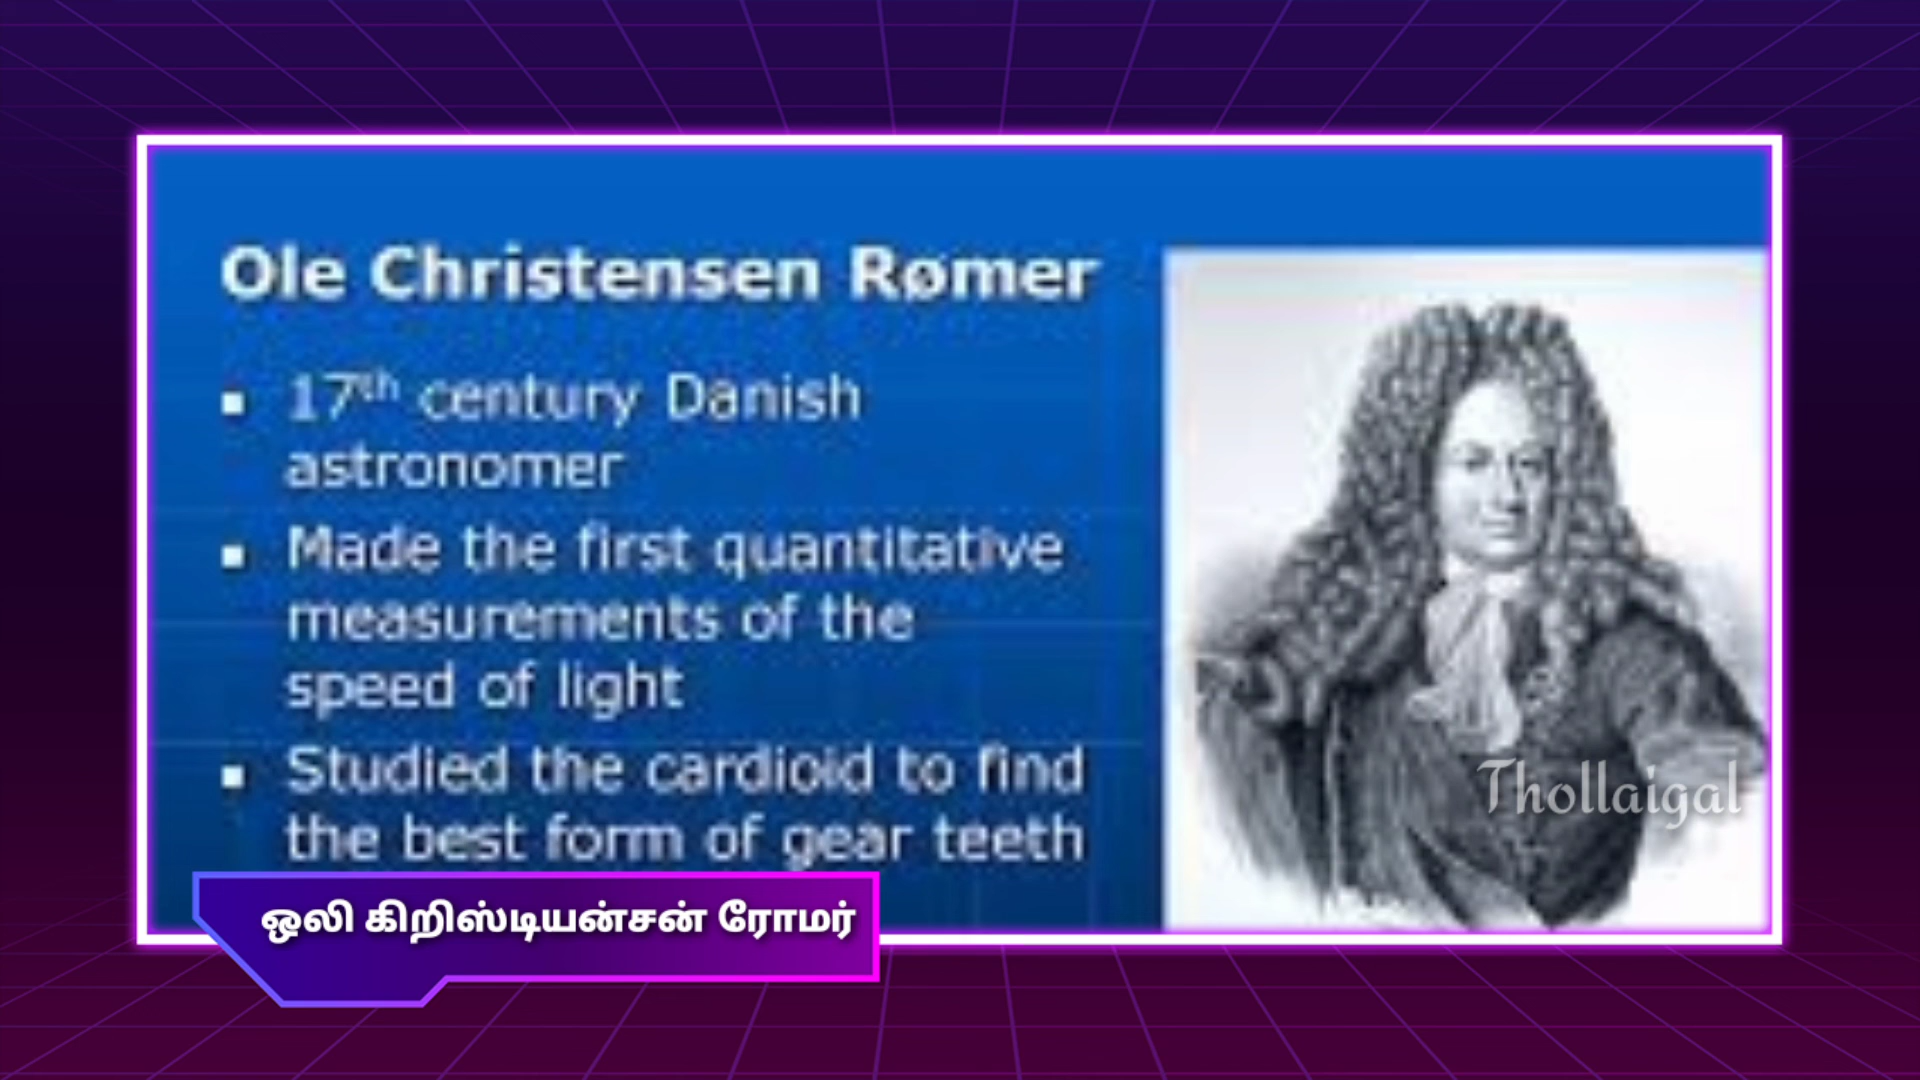 Ole Christensen Rømer
▪ 17th century Danish
astronomer
▪ Made the first quantitative
measurements of the
speed of light
▪ Studied the cardioid to find
the best form of gear teeth
Thollaigal
ஒலி கிறிஸ்டியன்சன் ரோமர்